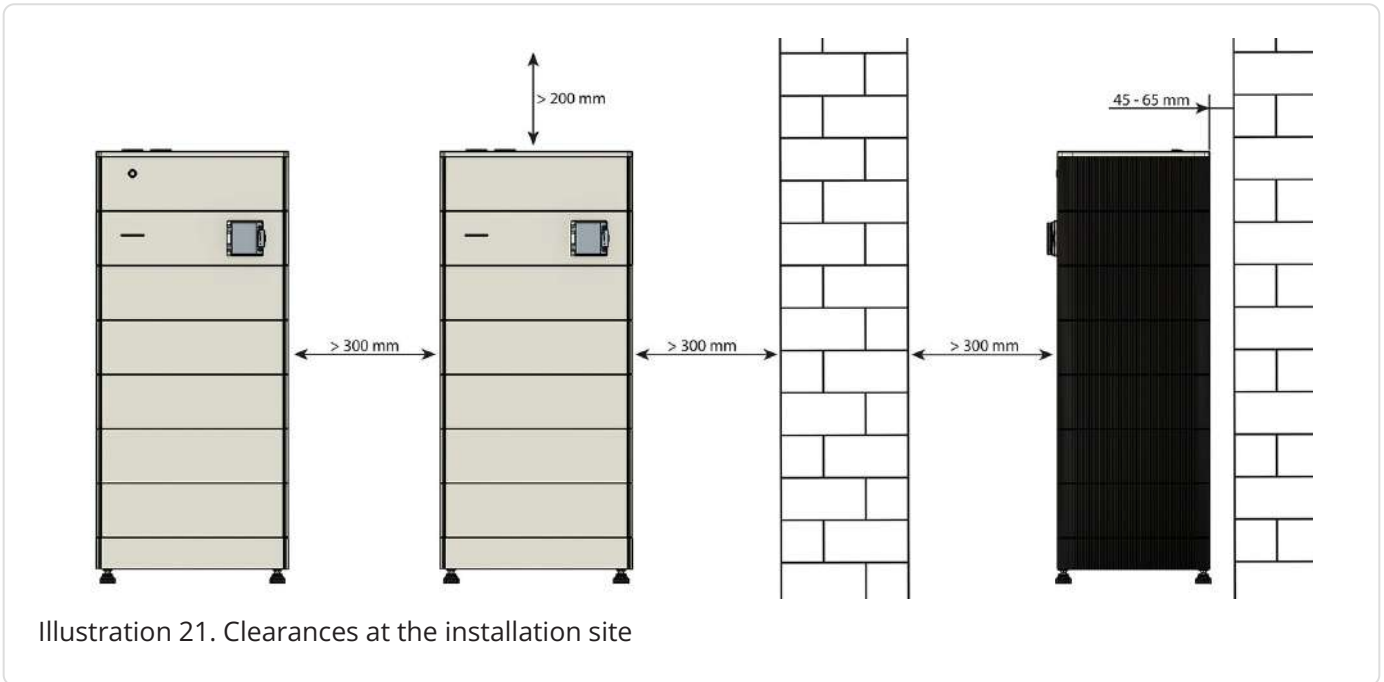 > 200 mm
45 - 65 mm
> 300 mm
> 300 mm
> 300 mm
Illustration 21. Clearances at the installation site